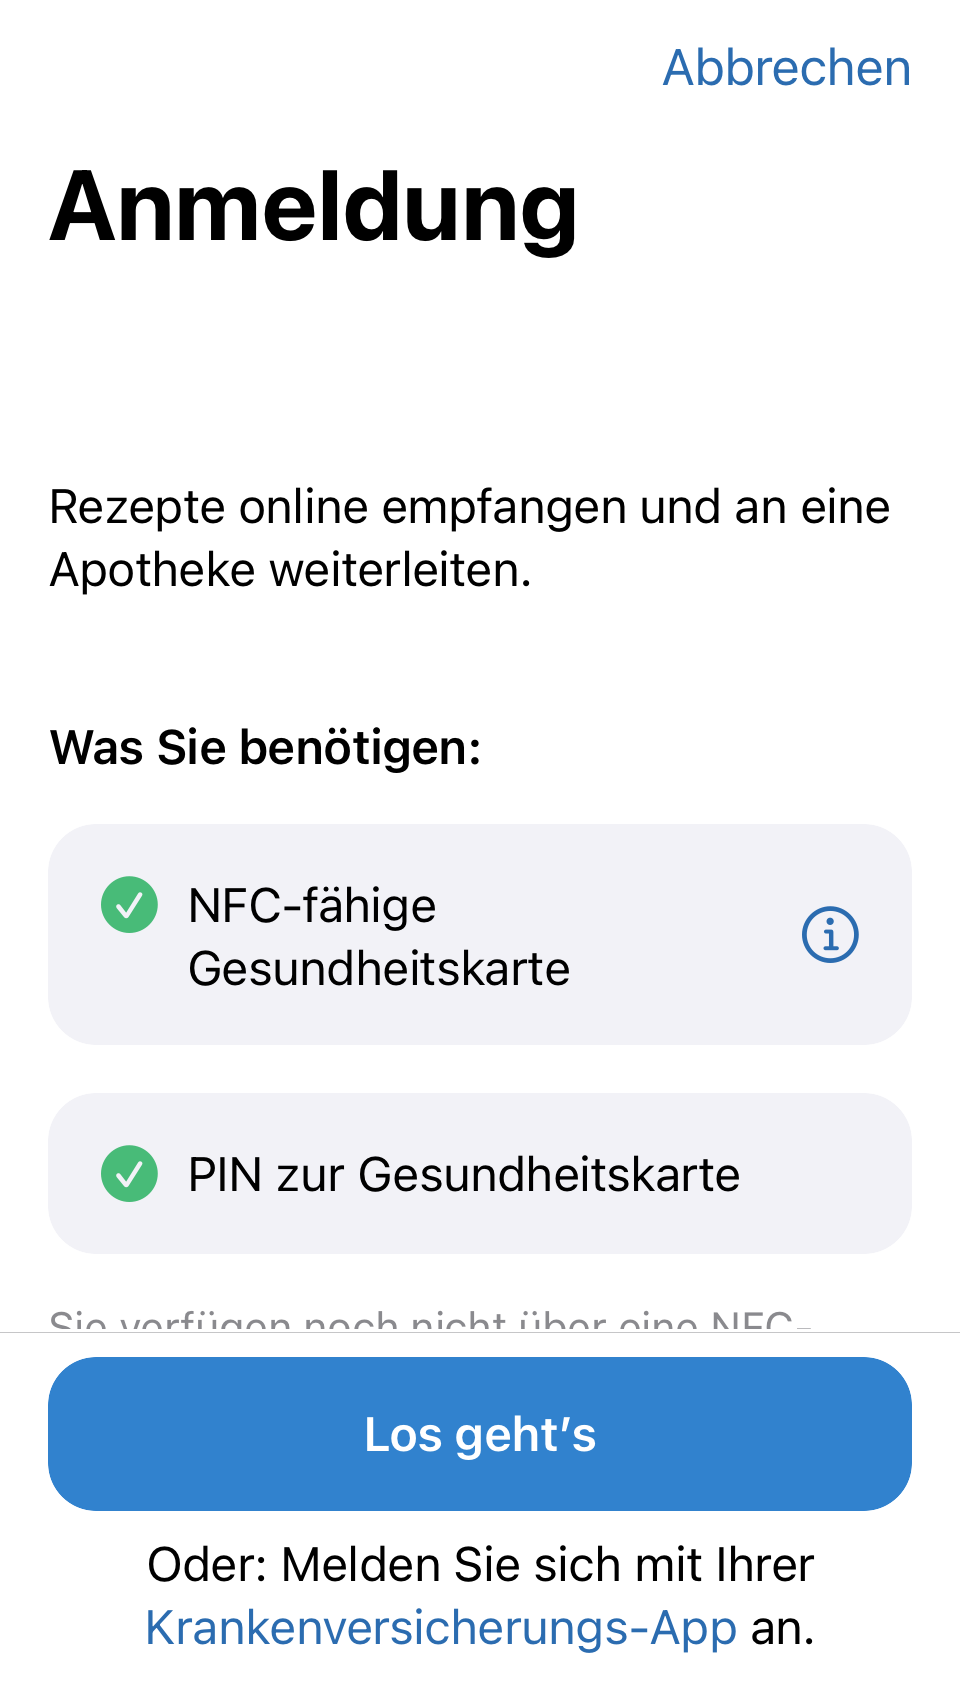 Abbrechen
Anmeldung
Rezepte online empfangen und an eine
Apotheke weiterleiten.
Was Sie benötigen:
NFC-fähige
Gesundheitskarte
PIN zur Gesundheitskarte
Sie verfügen noch nicht über eine NFC-
Los geht’s
Oder: Melden Sie sich mit Ihrer
Krankenversicherungs-App an.